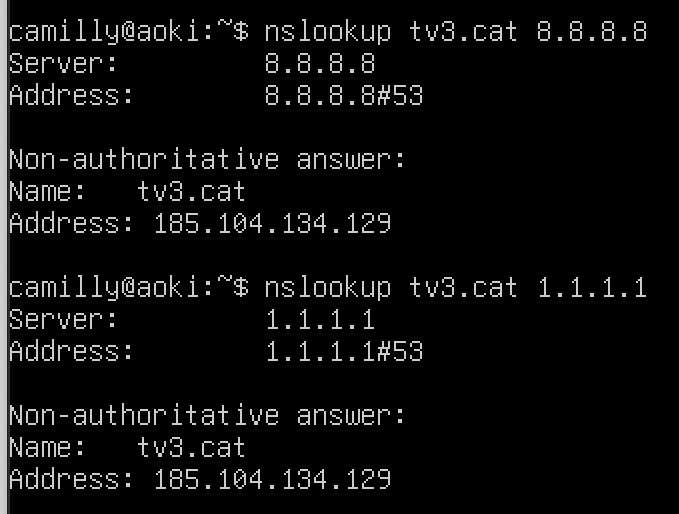 camilly@aoki:~$ nslookup tv3.cat 8.8.8.8
Server: 8.8.8.8
Address: 8.8.8.8#53
Non-authoritative answer:
Name: tv3.cat
Address: 185.104.134.129
camilly@aoki:~$ nslookup tv3.cat 1.1.1.1
Server: 1.1.1.1
Address: 1.1.1.1#53
Non-authoritative answer:
Name: tv3.cat
Address: 185.104.134.129